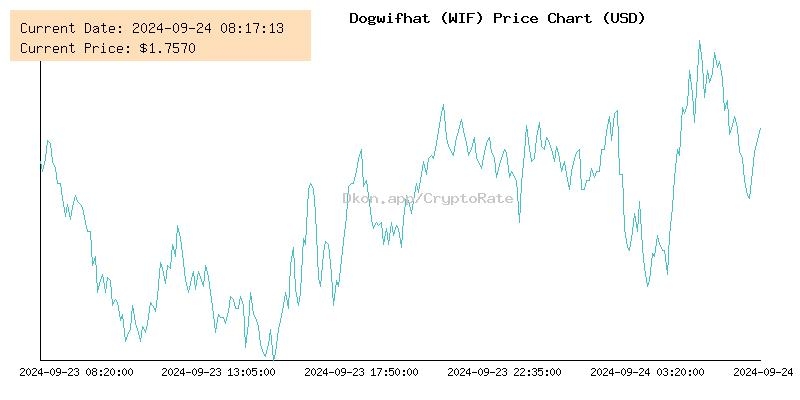 Dogwifhat (WIF) Price Chart (USD)
Current Date: 2024-09-24 08:17:13
Current Price: $1.7570
Dkon.app/CryptoRate
2024-09-23 08:20:00 2024-09-23 13:05:00 2024-09-23 17:50:00 2024-09-23 22:35:00 2024-09-24 03:20:00 2024-09-24